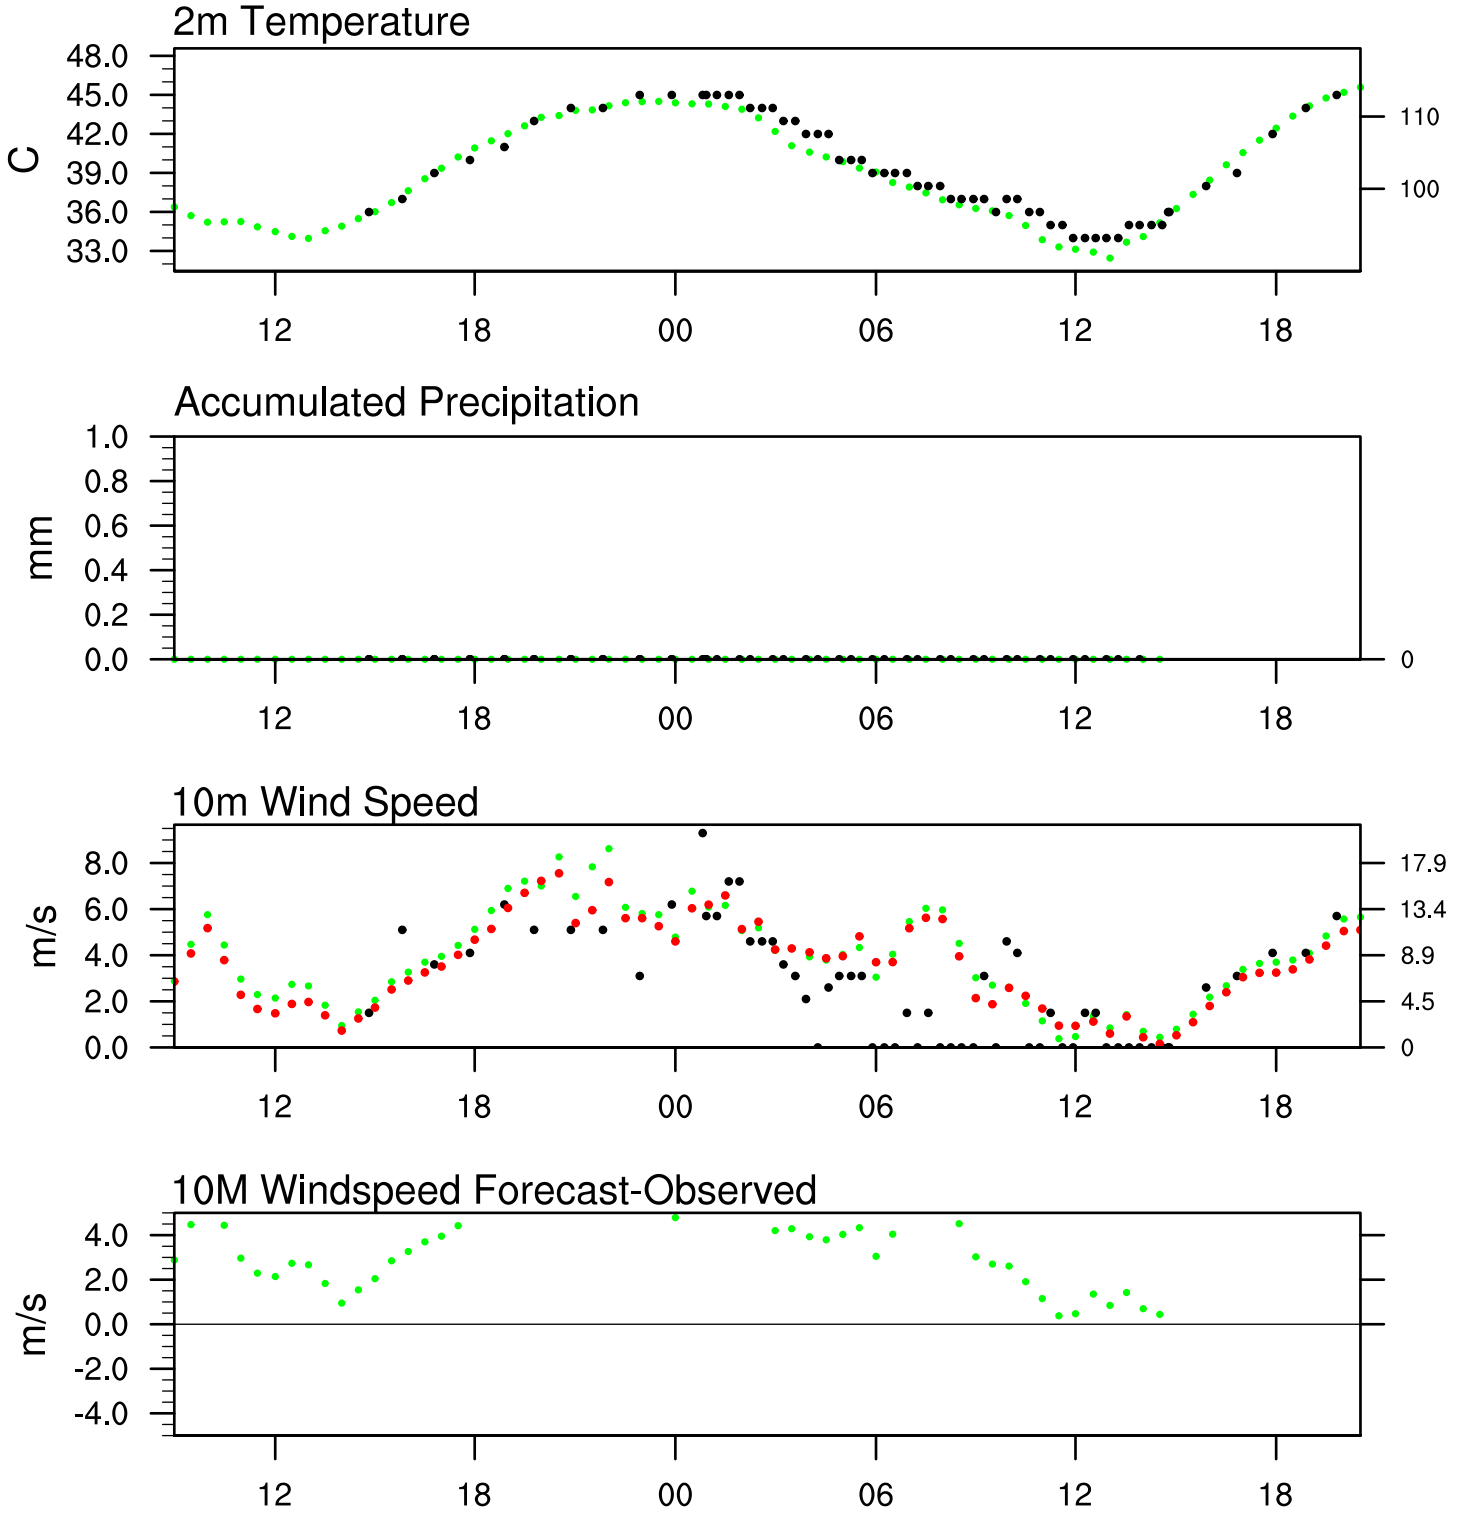 2m Temperature
48.0
45.0
42.0
39.0
36.0
33.0
C
110
100
12 18 00 06 12 18
Accumulated Precipitation
1.0
0.8
0.6
0.4
0.2
0.0
mm
0
12 18 00 06 12 18
10m Wind Speed
8.0
6.0
4.0
2.0
0.0
m/s
17.9
13.4
8.9
4.5
0
12 18 00 06 12 18
10M Windspeed Forecast-Observed
4.0
2.0
0.0
-2.0
-4.0
m/s
12 18 00 06 12 18